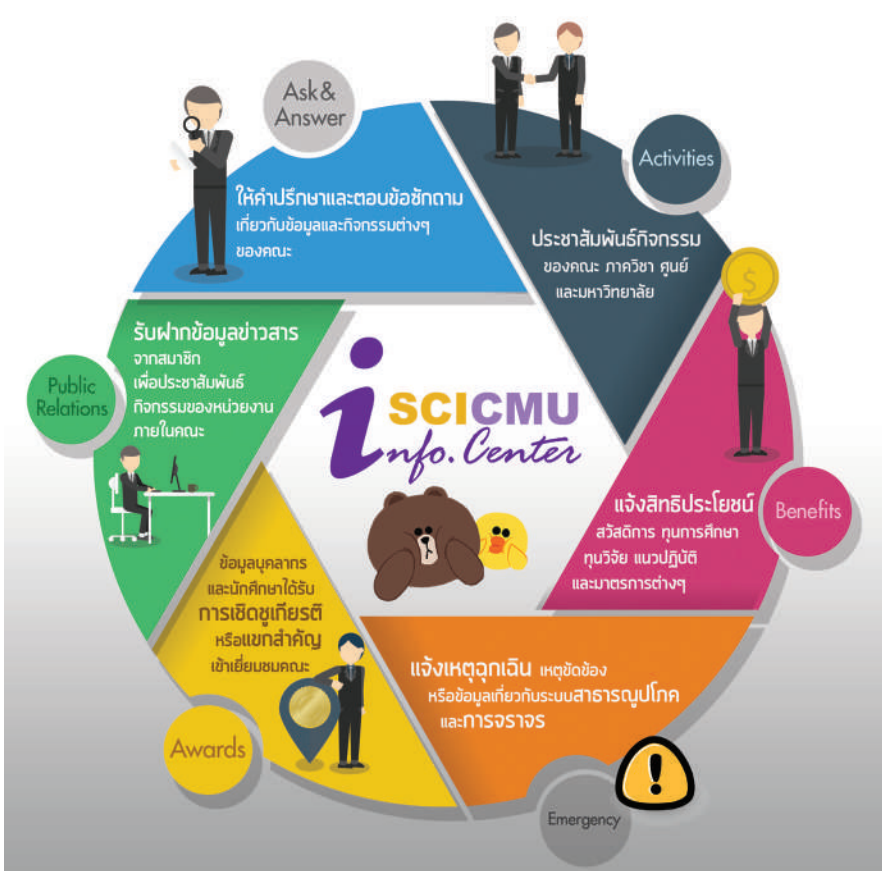 Ask &
Answer
ให้คำปรึกษาและตอบข้อซักถาม
เกี่ยวกับข้อมูลและกิจกรรมต่างๆ
ของคณะ
Activities
ประชาสัมพันธ์กิจกรรม
ของคณะ ภาควิชา ศูนย์
และมหาวิทยาลัย
$
Benefits
แจ้งสิทธิประโยชน์
สวัสดิการ ทุนการศึกษา
ทุนวิจัย แนวปฏิบัติ
และมาตรการต่างๆ
Emergency
!
แจ้งเหตุฉุกเฉิน เหตุขัดข้อง
หรือข้อมูลเกี่ยวกับระบบสาธารณูปโภค
และการจราจร
Awards
ข้อมูลบุคลากร
และนักศึกษาได้รับ
การเชิดชูเกียรติ
หรือแขกสำคัญ
เข้าเยี่ยมชมคณะ
Public
Relations
รับฝากข้อมูลข่าวสาร
จากสมาชิก
เพื่อประชาสัมพันธ์
กิจกรรมของหน่วยงาน
ภายในคณะ
SCICMU
info.Center